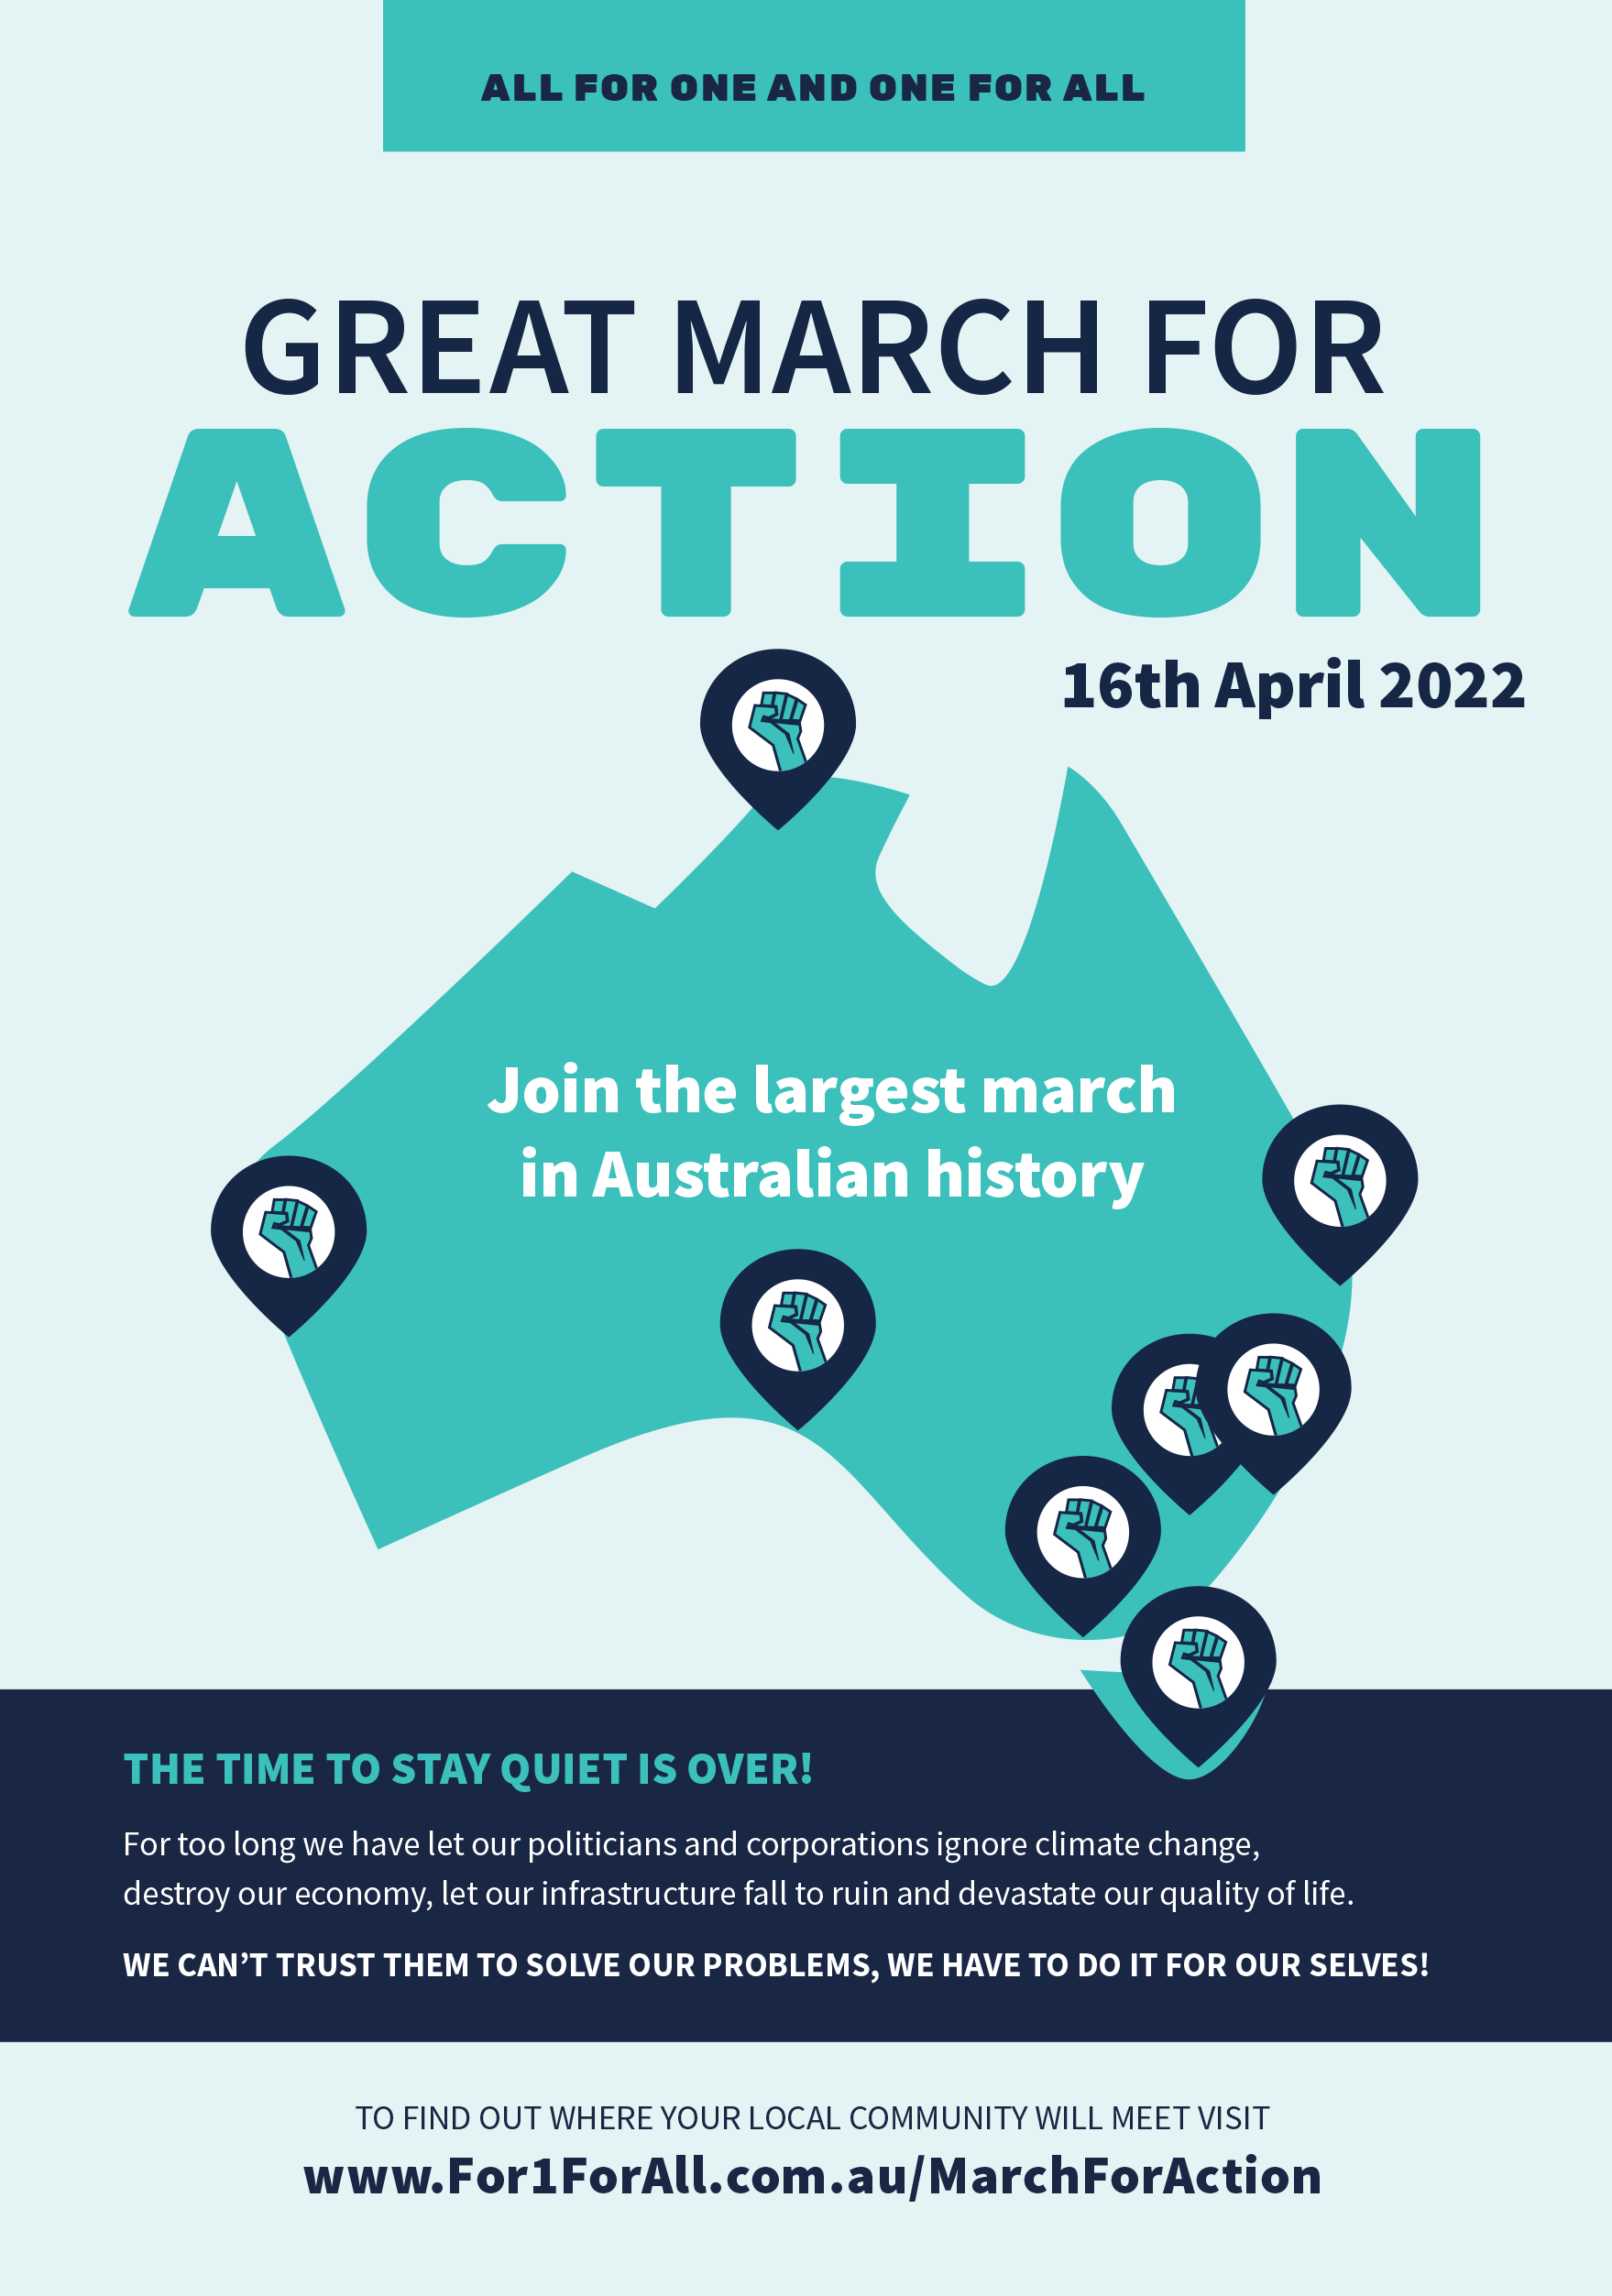 ALL FOR ONE AND ONE FOR ALL
GREAT MARCH FOR
ACTION
16th April 2022
Join the largest march
in Australian history
THE TIME TO STAY QUIET IS OVER!
For too long we have let our politicians and corporations ignore climate change,
destroy our economy, let our infrastructure fall to ruin and devastate our quality of life.
WE CAN’T TRUST THEM TO SOLVE OUR PROBLEMS, WE HAVE TO DO IT FOR OUR SELVES!
TO FIND OUT WHERE YOUR LOCAL COMMUNITY WILL MEET VISIT
www.For1ForAll.com.au/MarchForAction